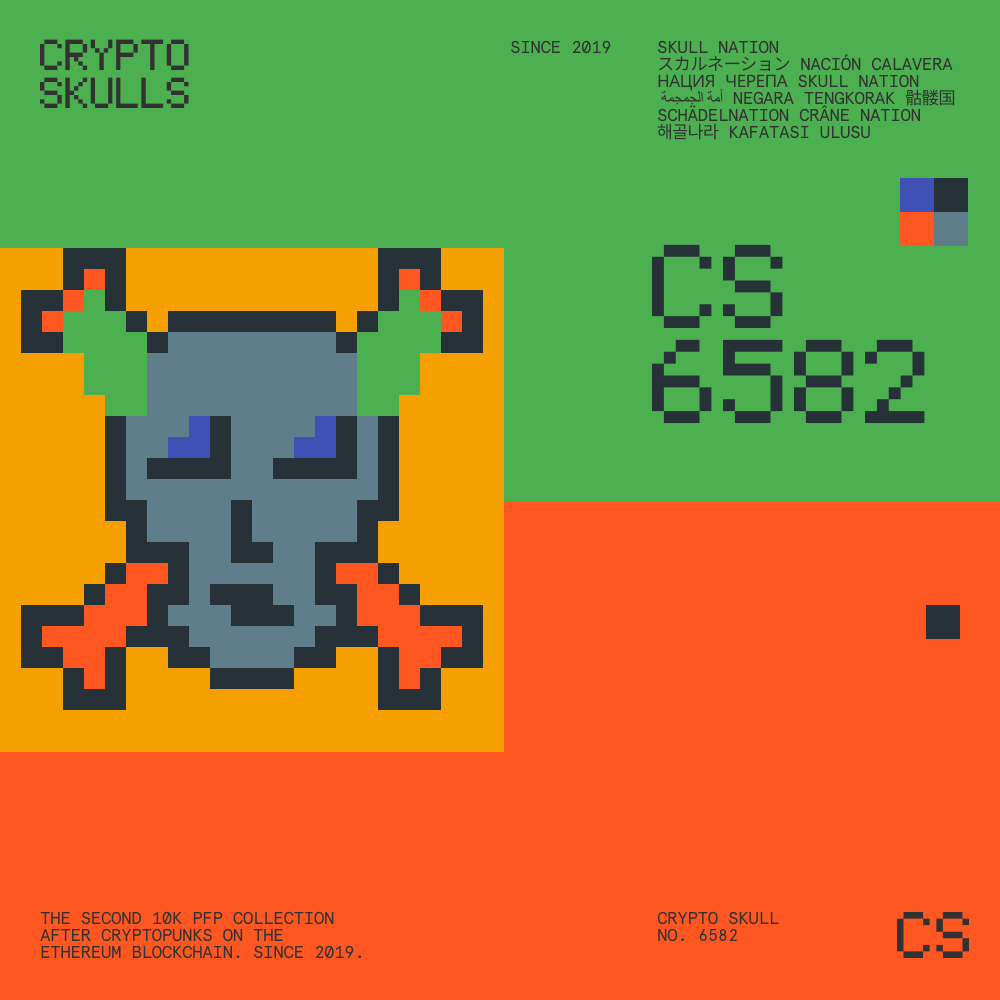 CRYPTO
SKULLS
SINCE 2019
SKULL NATION
スカルネーション NACIÓN CALAVERA
НАЦИЯ ЧЕРЕПА SKULL NATION
أمة الجمجمة NEGARA TENGKORAK 骷髅国
SCHÄDELNATION CRÂNE NATION
해골나라 KAFATASI ULUSU
CS
6582
THE SECOND 10K PFP COLLECTION
AFTER CRYPTOPUNKS ON THE
ETHEREUM BLOCKCHAIN. SINCE 2019.
CRYPTO SKULL
NO. 6582
CS